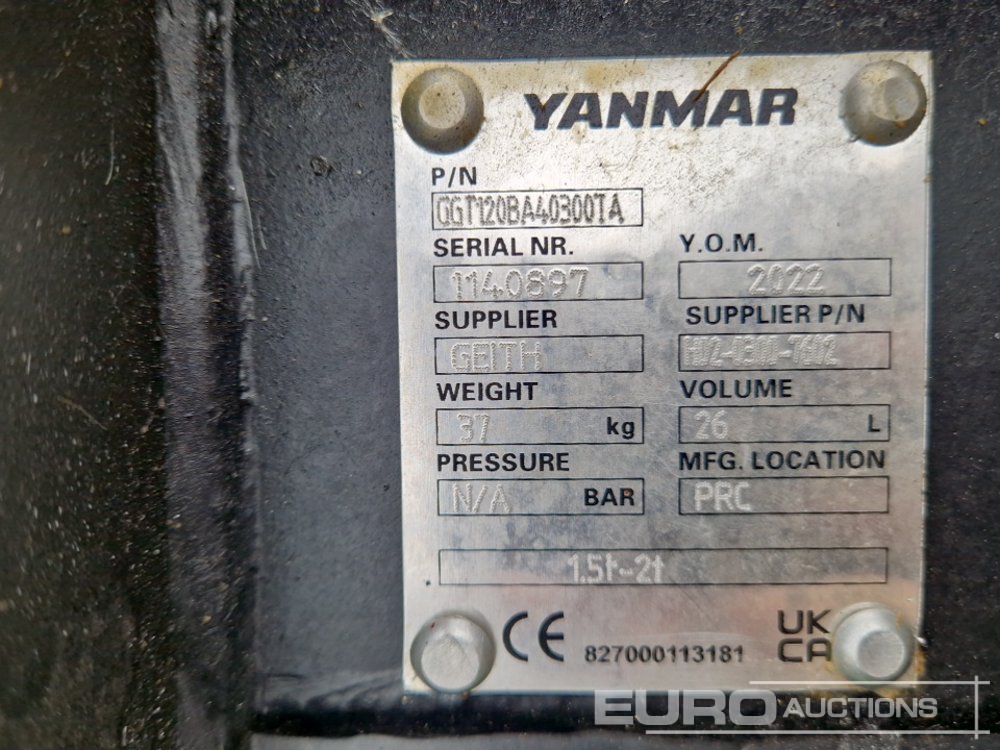 YANMAR
P/N
QGT120BA40300TA
SERIAL NR. Y.O.M.
1140697 2022
SUPPLIER SUPPLIER P/N
GEITH
WEIGHT VOLUME
37 kg 26 L
PRESSURE MFG. LOCATION
N/A BAR PRC
1.5t-2t
CE 827000113181 UK
CA
EURO AUCTIONS